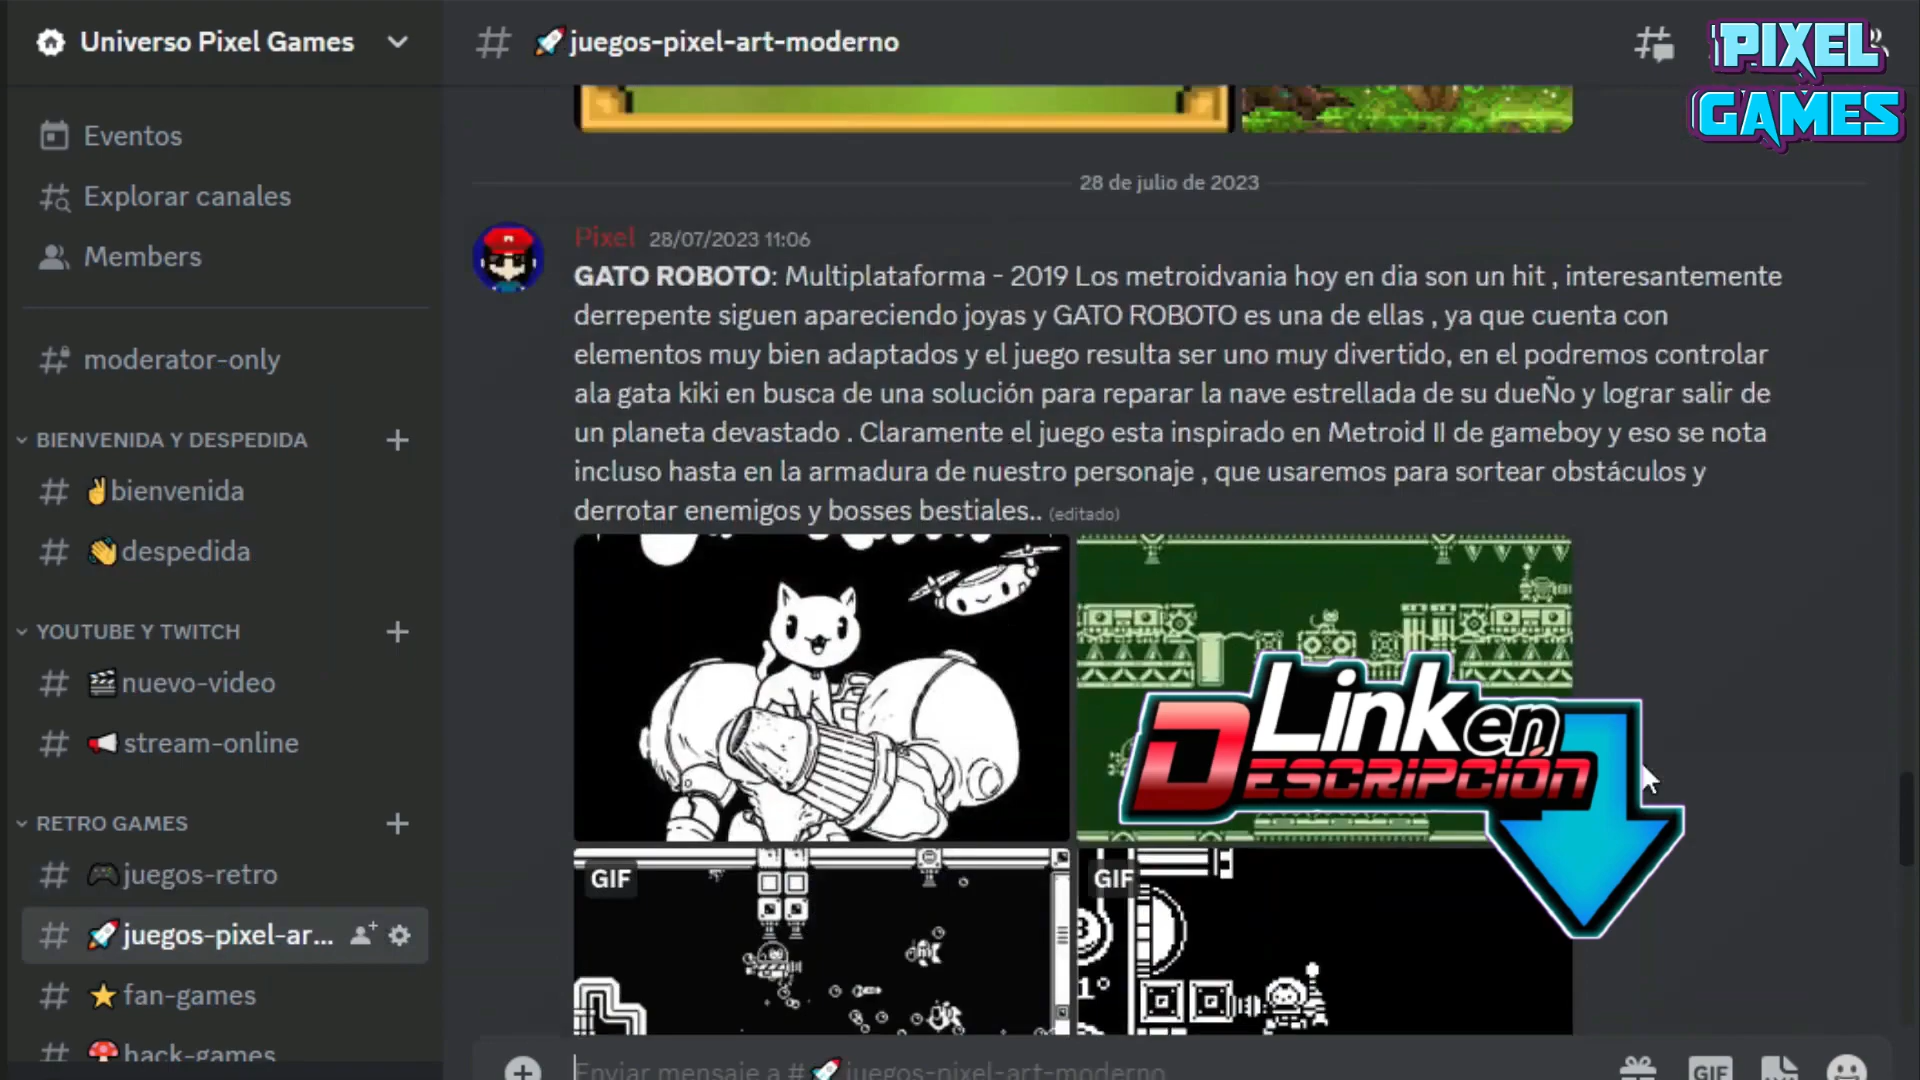 Universo Pixel Games
Eventos
Explorar canales
Members
moderator-only
BIENVENIDA Y DESPEDIDA
bienvenida
despedida
YOUTUBE Y TWITCH
nuevo-video
stream-online
RETRO GAMES
juegos-retro
juegos-pixel-ar...
fan-games
hack-games
juegos-pixel-art-moderno
PIXEL
GAMES
28 de julio de 2023
Pixel 28/07/2023 11:06
GATO ROBOTO: Multiplataforma - 2019 Los metroidvania hoy en dia son un hit , interesantemente
derrepente siguen apareciendo joyas y GATO ROBOTO es una de ellas , ya que cuenta con
elementos muy bien adaptados y el juego resulta ser uno muy divertido, en el podremos controlar
ala gata kiki en busca de una solución para reparar la nave estrellada de su dueÑo y lograr salir de
un planeta devastado . Claramente el juego esta inspirado en Metroid II de gameboy y eso se nota
incluso hasta en la armadura de nuestro personaje , que usaremos para sortear obstáculos y
derrotar enemigos y bosses bestiales.. (editado)
Link en
DESCRIPCIÓN
GIF
GIF
Enviar mensaje a # juegos-pixel-art-moderno
GIF